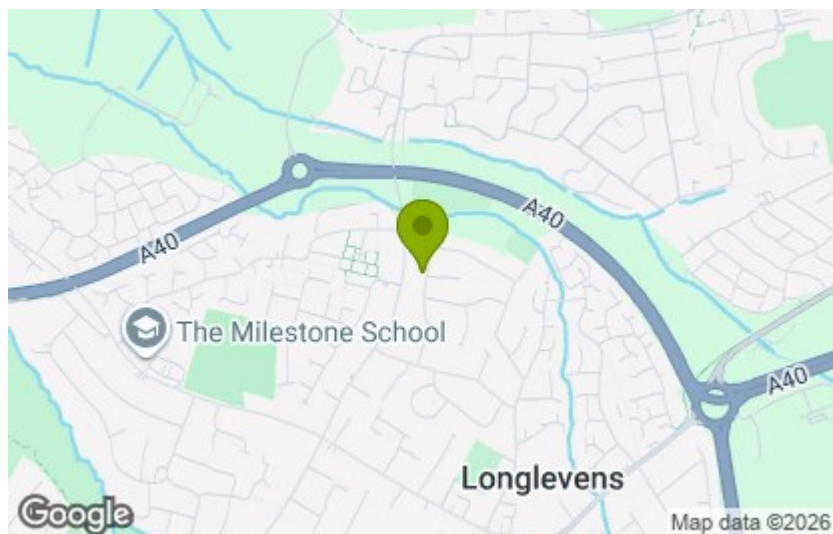 A40
A40
The Milestone School
A40
Longlevens
Google
Map data ©2026